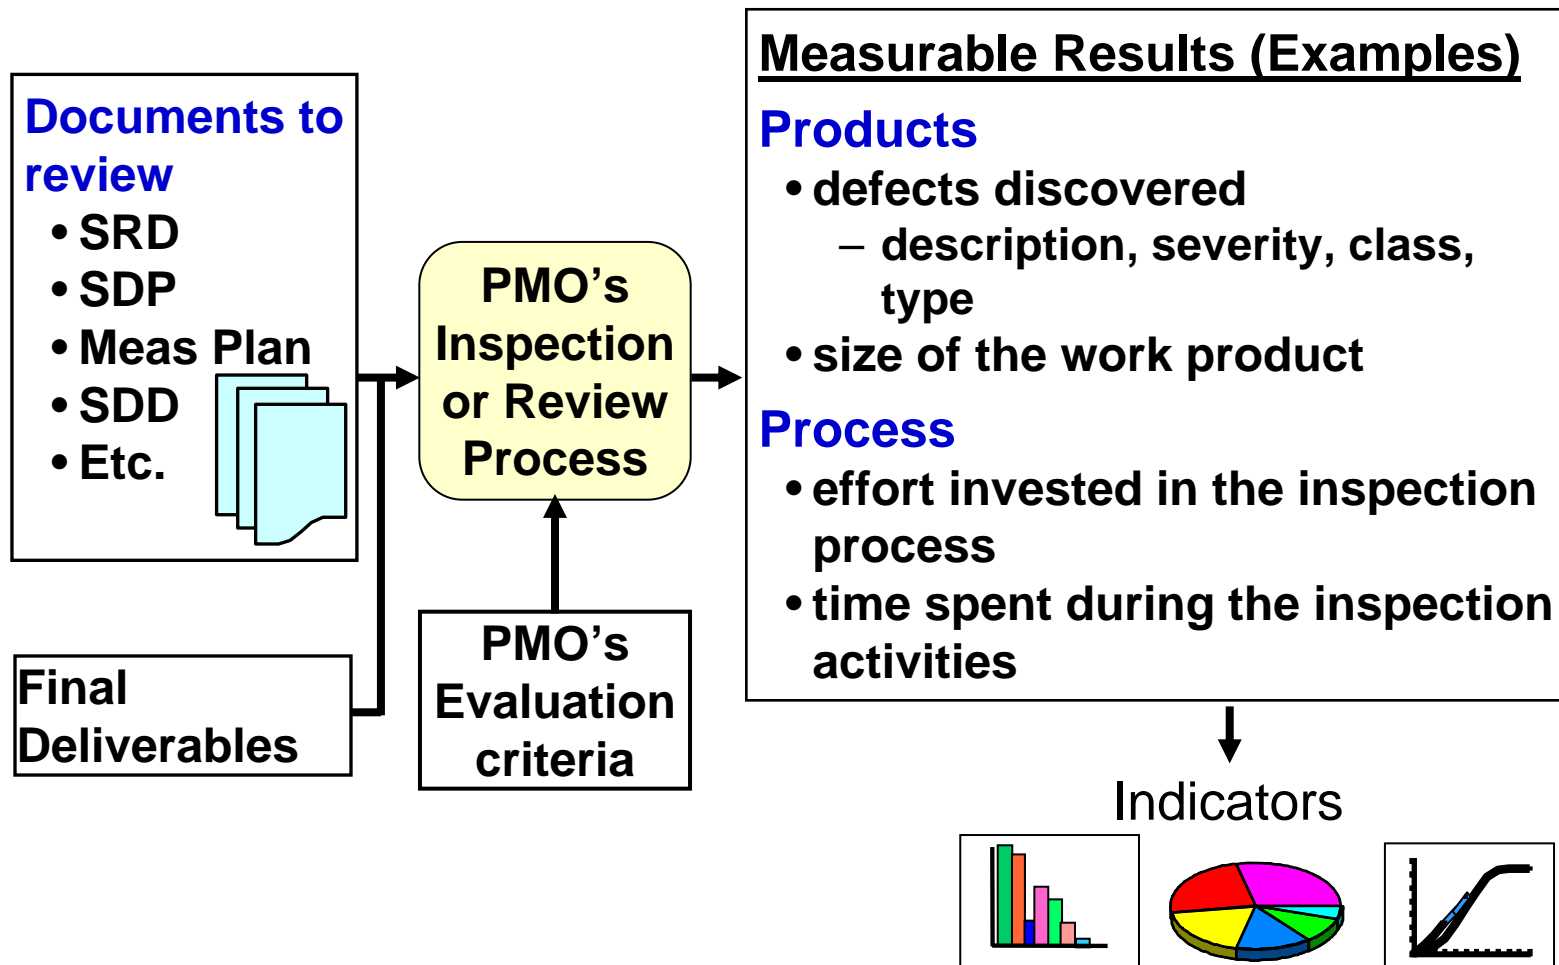 Documents to
review
• SRD
• SDP
• Meas Plan
• SDD
• Etc.
Final
Deliverables
PMO’s
Inspection
or Review
Process
PMO’s
Evaluation
criteria
Measurable Results (Examples)
Products
• defects discovered
– description, severity, class,
type
• size of the work product
Process
• effort invested in the inspection
process
• time spent during the inspection
activities
Indicators